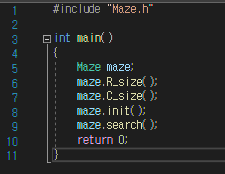 1 #include "Maze.h"
2
3 int main()
4 {
5 Maze maze;
6 maze.R_size();
7 maze.C_size();
8 maze.init();
9 maze.search();
10 return 0;
11 }